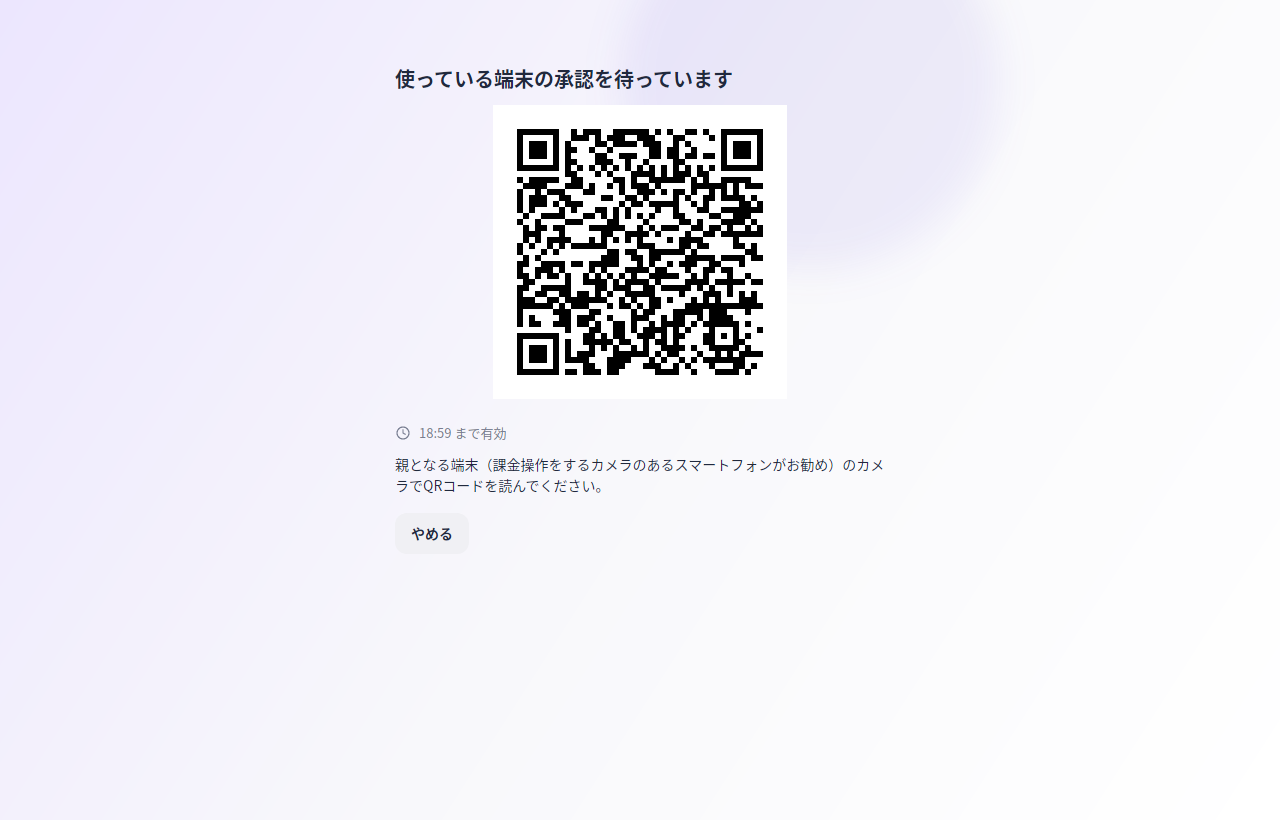 使っている端末の承認を待っています
18:59 まで有効
親となる端末（課金操作をするカメラのあるスマートフォンがお勧め）のカメ
ラでQRコードを読んでください。
やめる